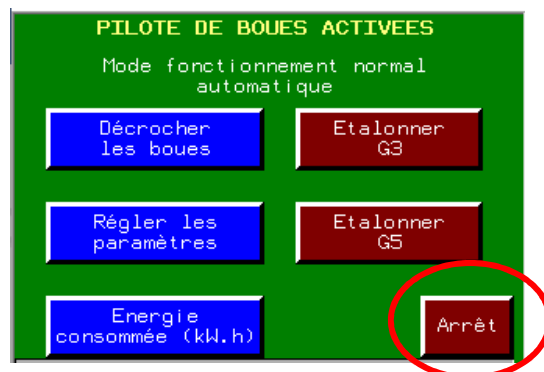 PILOTE DE BOUES ACTIVEES
Mode fonctionnement normal
automatique
Décrocher
les boues
Etalonner
G3
Régler les
paramètres
Etalonner
G5
Energie
consommée (kW.h)
Arrêt